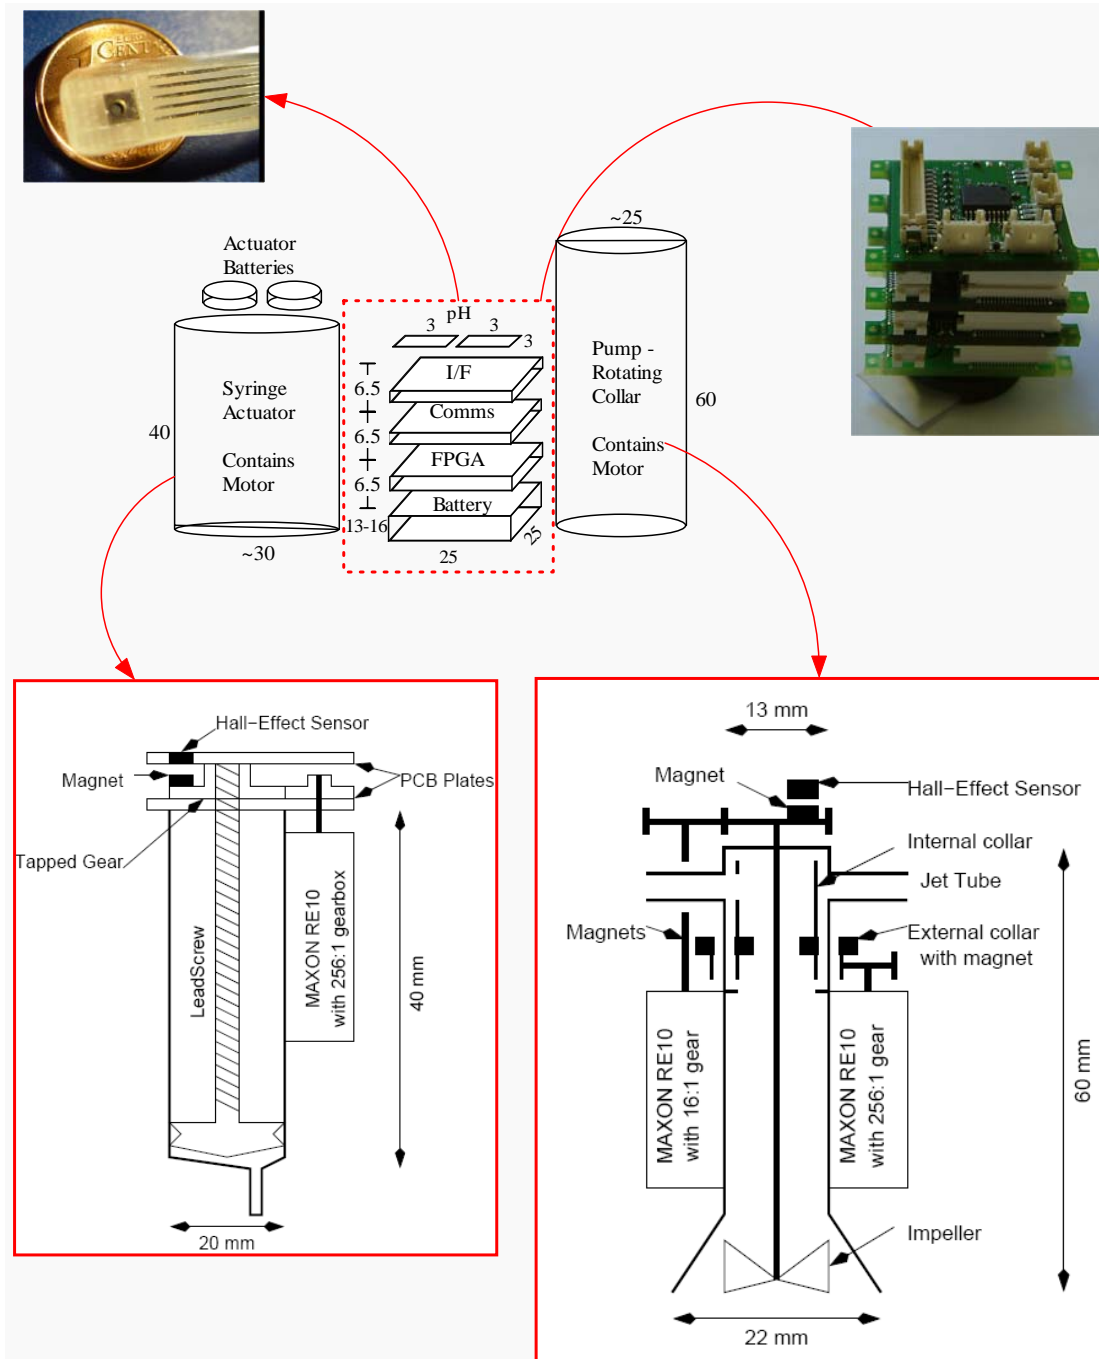 CENT
~25
Actuator
Batteries
pH
3
3
3
I/F
6.5
Comms
6.5
FPGA
6.5
Battery
13-16
25
25
Syringe
Actuator
Contains
Motor
40
~30
Pump -
Rotating
Collar
Contains
Motor
60
Hall-Effect Sensor
Magnet
PCB Plates
Tapped Gear
LeadScrew
MAXON RE10
with 256:1 gearbox
40 mm
20 mm
13 mm
Magnet
Hall-Effect Sensor
Internal collar
Jet Tube
Magnets
External collar
with magnet
MAXON RE10
with 16:1 gear
MAXON RE10
with 256:1 gear
60 mm
Impeller
22 mm